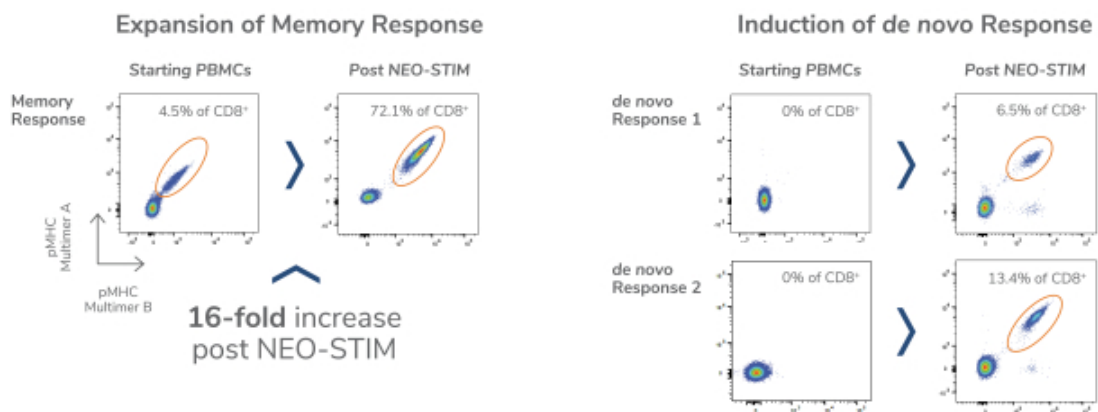 Expansion of Memory Response
Starting PBMCs
Post NEO-STIM
Memory
Response
4.5% of CD8⁺
72.1% of CD8⁺
pMHC
Multimer A
pMHC
Multimer B
16-fold increase
post NEO-STIM
Induction of de novo Response
Starting PBMCs
Post NEO-STIM
de novo
Response 1
0% of CD8⁺
6.5% of CD8⁺
de novo
Response 2
0% of CD8⁺
13.4% of CD8⁺